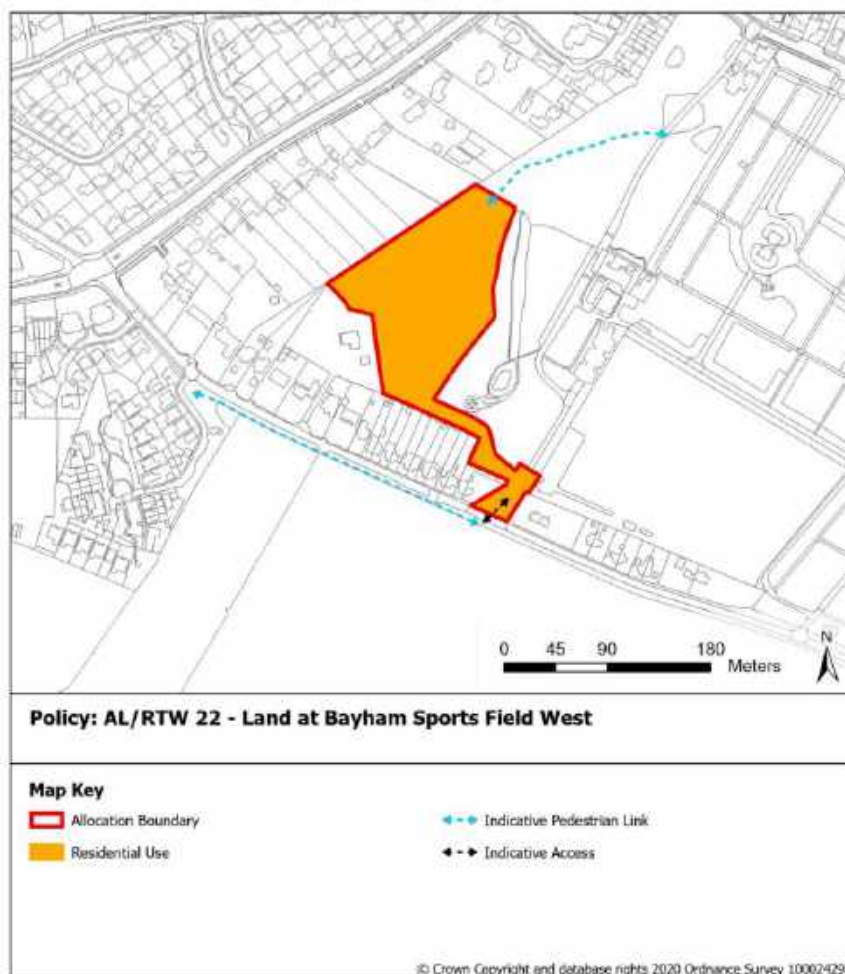 N
0 45 90 180
Meters
Policy: AL/RTW 22 - Land at Bayham Sports Field West
Map Key
Allocation Boundary
Indicative Pedestrian Link
Residential Use
Indicative Access
© Crown Copyright and database rights 2020 Ordnance Survey 10002429